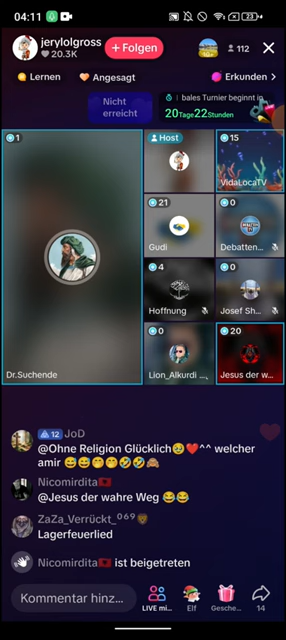 04:11
23
jerylolgross
20.3K
+ Folgen
112
Lernen
Angesagt
Erkunden >
Nicht
erreicht
bales Turnier beginnt in
20Tage22Stunden
1
Host
15
VidaLocaTV
21
Gudi
0
Debatten...
4
Hoffnung
0
Josef Sh...
Dr.Suchende
0
Lion_Alkurdi ...
20
Jesus der w...
12 JoD
@Ohne Religion Glücklich🥹❤️^^ welcher
amir 😅😅🤭🤭🤣🤣🙈
Nicomirdita🇦🇱
@Jesus der wahre Weg 😂😂
ZaZa_Verrückt_⁰⁶⁹🦁
Lagerfeuerlied
Nicomirdita🇦🇱 ist beigetreten
Kommentar hinz...
LIVE mi...
Elf
Gesche...
14